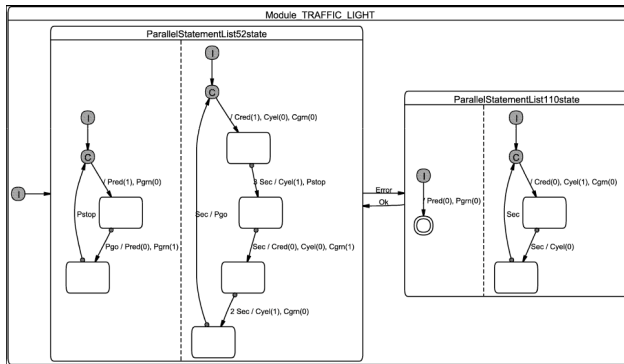 Module_TRAFFIC_LIGHT
ParallelStatementList52state
I
I
C
/ Pred(1), Pgrn(0)
Pstop
Pgo / Pred(0), Pgrn(1)
I
C
/ Cred(1), Cyel(0), Cgrn(0)
3 Sec / Cyel(1), Pstop
Sec / Pgo
Sec / Cred(0), Cyel(0), Cgrn(1)
2 Sec / Cyel(1), Cgrn(0)
Error
Ok
ParallelStatementList110state
I
/ Pred(0), Pgrn(0)
I
C
/ Cred(0), Cyel(1), Cgrn(0)
Sec
Sec / Cyel(0)